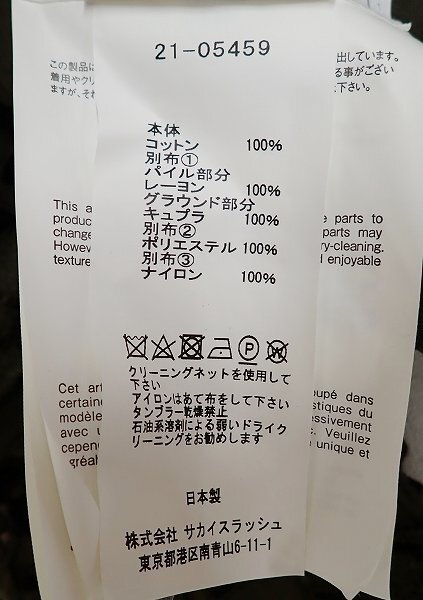 21-05459
この製品は
着用やクリ
ますが、それ
出しています。
る事がござい
下さい。
本体
コットン 100%
別布①
パイル部分
レーヨン 100%
グラウンド部分
キュプラ 100%
別布②
ポリエステル 100%
別布③
ナイロン 100%
This a
produc
change
Howev
texture
e parts to
parts may
ry-cleaning.
d enjoyable
クリーニングネットを使用して
下さい
アイロンはあて布をして下さい
タンブラー乾燥禁止
石油系溶剤による弱いドライク
リーニングをお勧めします
Cet art
certaine
modèle
avec u
cepen
gréab
oupé dans
istiques du
ressivement
. Veuillez
unique et
日本製
株式会社 サカイスラッシュ
東京都港区南青山6-11-1